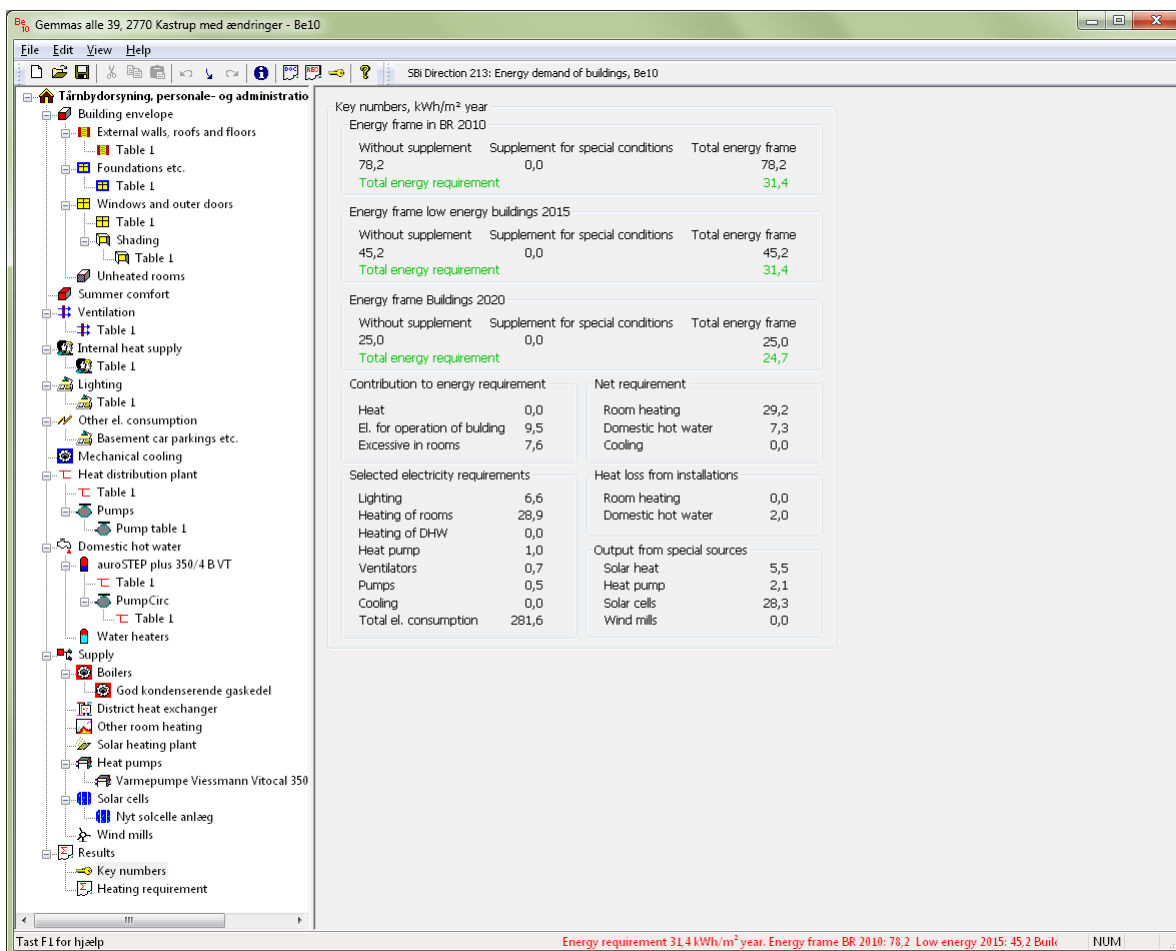 Be10 Gemmas alle 39, 2770 Kastrup med ændringer - Be10
File Edit View Help
DOC RES SBi Direction 213: Energy demand of buildings, Be10
Tårnbydorsyning, personale- og administratio
Building envelope
External walls, roofs and floors
Table 1
Foundations etc.
Table 1
Windows and outer doors
Table 1
Shading
Table 1
Unheated rooms
Summer comfort
Ventilation
Table 1
Internal heat supply
Table 1
Lighting
Table 1
Other el. consumption
Basement car parkings etc.
Mechanical cooling
Heat distribution plant
Table 1
Pumps
Pump table 1
Domestic hot water
auroSTEP plus 350/4 B VT
Table 1
PumpCirc
Table 1
Water heaters
Supply
Boilers
God kondenserende gaskedel
District heat exchanger
Other room heating
Solar heating plant
Heat pumps
Varmepumpe Viessmann Vitocal 350
Solar cells
Nyt solcelle anlæg
Wind mills
Results
Key numbers
Heating requirement
Key numbers, kWh/m² year
Energy frame in BR 2010
Without supplement Supplement for special conditions Total energy frame
78,2 0,0 78,2
Total energy requirement 31,4
Energy frame low energy buildings 2015
Without supplement Supplement for special conditions Total energy frame
45,2 0,0 45,2
Total energy requirement 31,4
Energy frame Buildings 2020
Without supplement Supplement for special conditions Total energy frame
25,0 0,0 25,0
Total energy requirement 24,7
Contribution to energy requirement
Heat 0,0
El. for operation of bulding 9,5
Excessive in rooms 7,6
Net requirement
Room heating 29,2
Domestic hot water 7,3
Cooling 0,0
Selected electricity requirements
Lighting 6,6
Heating of rooms 28,9
Heating of DHW 0,0
Heat pump 1,0
Ventilators 0,7
Pumps 0,5
Cooling 0,0
Total el. consumption 281,6
Heat loss from installations
Room heating 0,0
Domestic hot water 2,0
Output from special sources
Solar heat 5,5
Heat pump 2,1
Solar cells 28,3
Wind mills 0,0
Tast F1 for hjælp Energy requirement 31,4 kWh/m² year. Energy frame BR 2010: 78,2 Low energy 2015: 45,2 Buil NUM